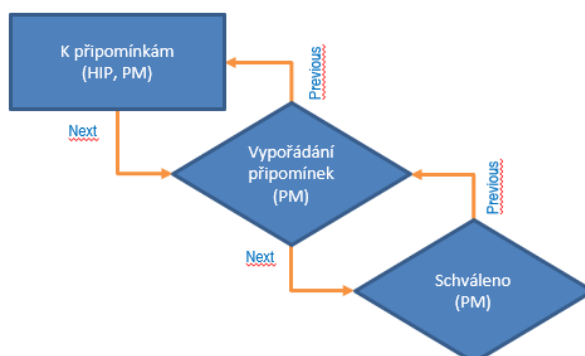 K připomínkám
(HIP, PM)
Previous
Next
Vypořádání
připomínek
(PM)
Previous
Next
Schváleno
(PM)